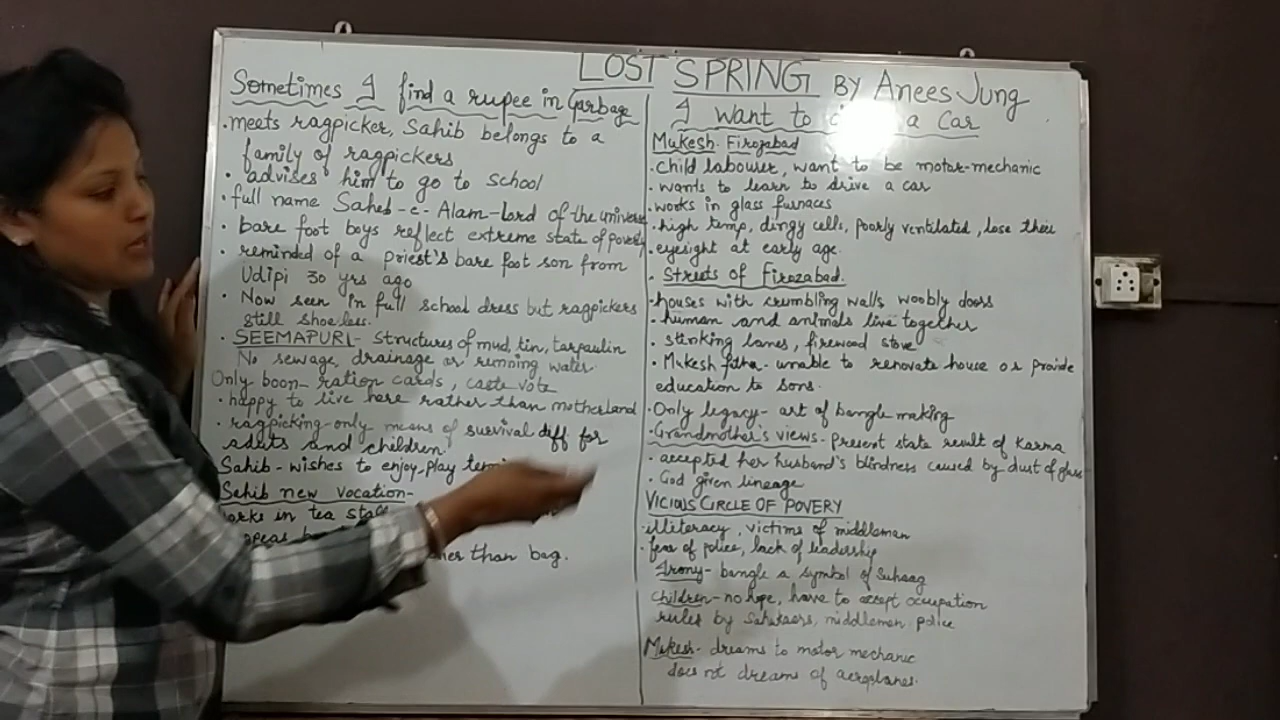 LOST SPRING BY Anees Jung
Sometimes I find a rupee in Garbage
• meets ragpicker, Sahib belongs to a
family of ragpickers
• advises him to go to School
• full name Saheb-e-Alam-Lord of the universe
• bare foot boys reflect extreme state of poverty
• reminded of a priest's bare foot son from
Udipi 30 yrs ago
• Now seen in full school dress but ragpickers
still shoeless.
• SEEMAPURI - Structures of mud, tin, tarpaulin
No sewage, drainage or running water.
Only boon - ration cards, caste vote
• happy to live here rather than motherland
• ragpicking-only means of survival diff for
adults and children.
Sahib - wishes to enjoy, play
Sahib new vocation-
in tea
than bag.
I Want to a Car
Mukesh Firozabad
• Child labourer, want to be motor-mechanic
• wants to learn to drive a car
• works in glass furnaces
• high temp, dingy cells, poorly ventilated, lose their
• eyesight at early age.
• Streets of Firozabad.
• houses with crumbling walls woobly doors
• human and animals live together
• stinking lanes, firewood stove
• Mukesh - unable to renovate house or provide
education to sons.
• Only legacy - art of bangle making
• Grandmother's views - Present state result of Karma
• accepted her husband's blindness caused by dust of glass
• God given lineage
VICIOUS CIRCLE OF POVERY
• illiteracy, victims of middleman
• fear of police, lack of leadership
Irony - bangle a symbol of Suhaag
Children - no hope, have to accept occupation
rules by middleman, police
Mukesh - dreams to motor mechanic
does not dreams of aeroplanes.